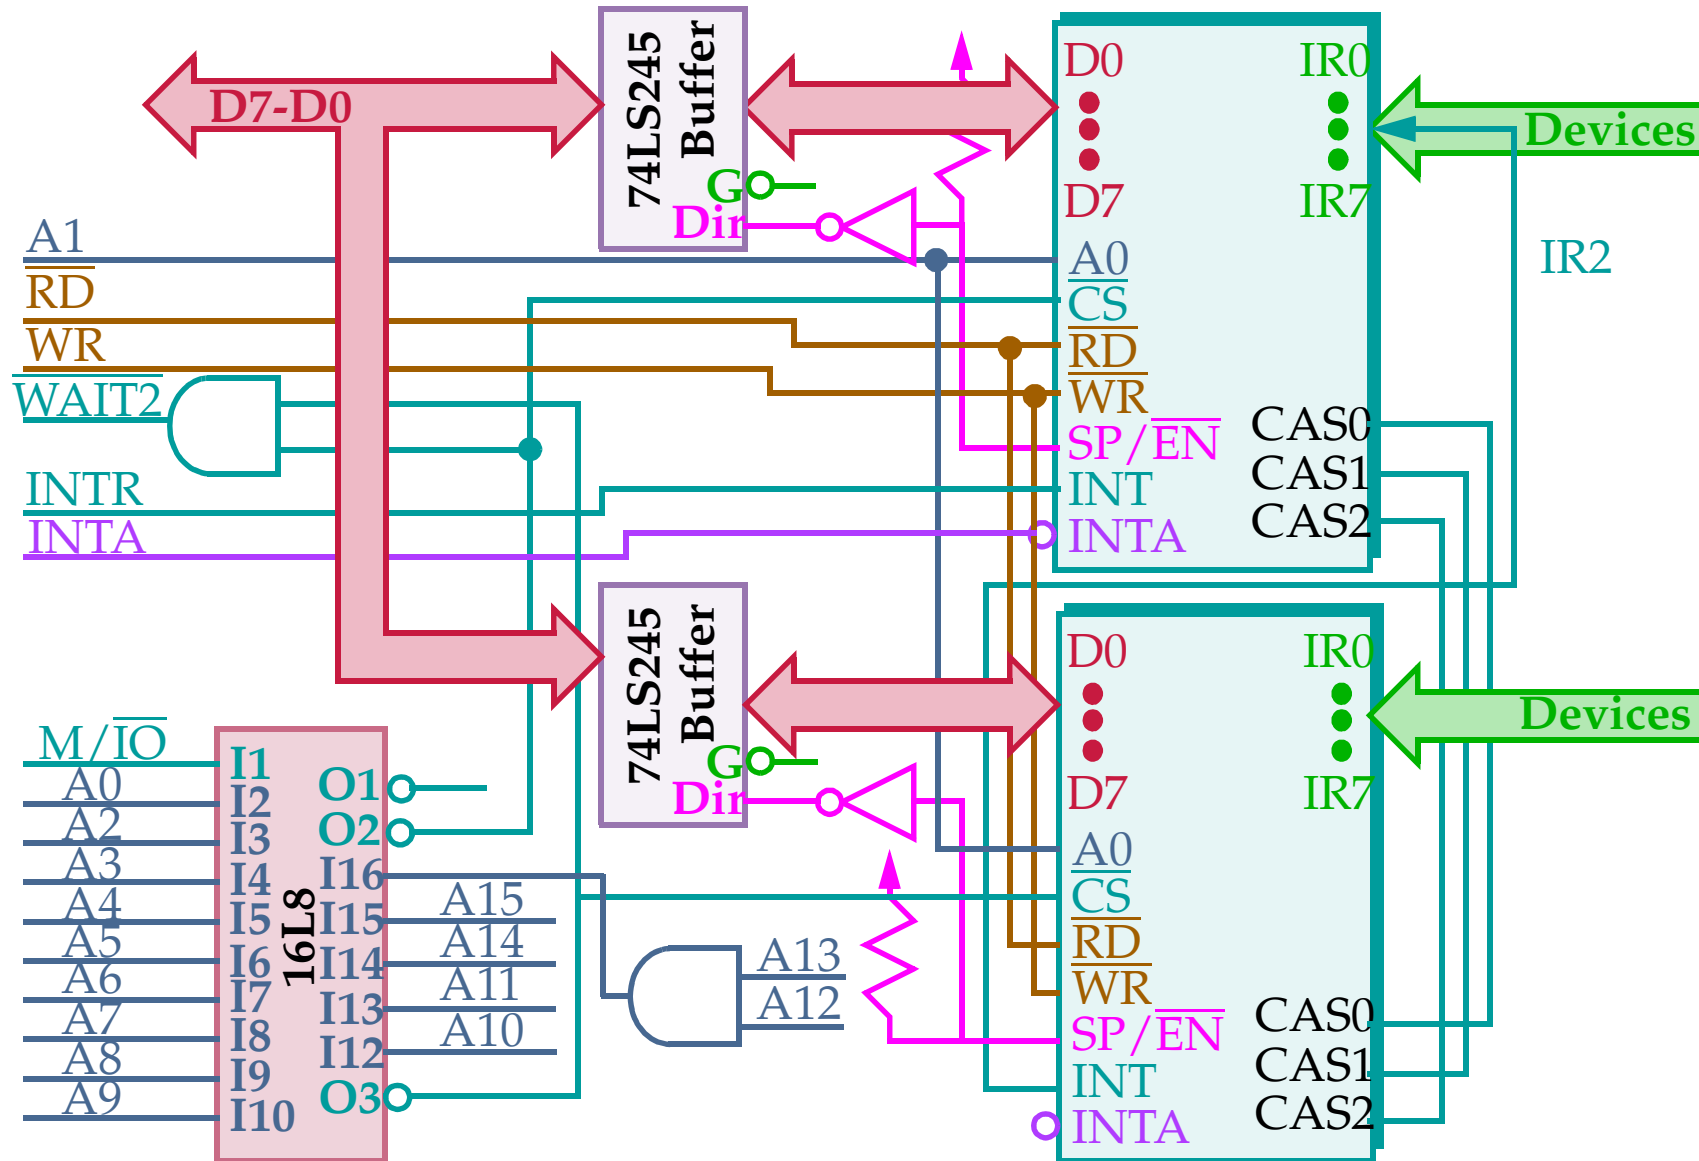 D7-D0
74LS245
Buffer
G
Dir
D0
D7
A0
CS
RD
WR
SP/EN
INT
INTA
IR0
IR7
CAS0
CAS1
CAS2
Devices
IR2
A1
RD
WR
WAIT2
INTR
INTA
74LS245
Buffer
G
Dir
D0
D7
A0
CS
RD
WR
SP/EN
INT
INTA
IR0
IR7
CAS0
CAS1
CAS2
Devices
M/IO
A0
A2
A3
A4
A5
A6
A7
A8
A9
I1
I2
I3
I4
I5
I6
I7
I8
I9
I10
16L8
O1
O2
I16
I15
I14
I13
I12
O3
A15
A14
A11
A10
A13
A12